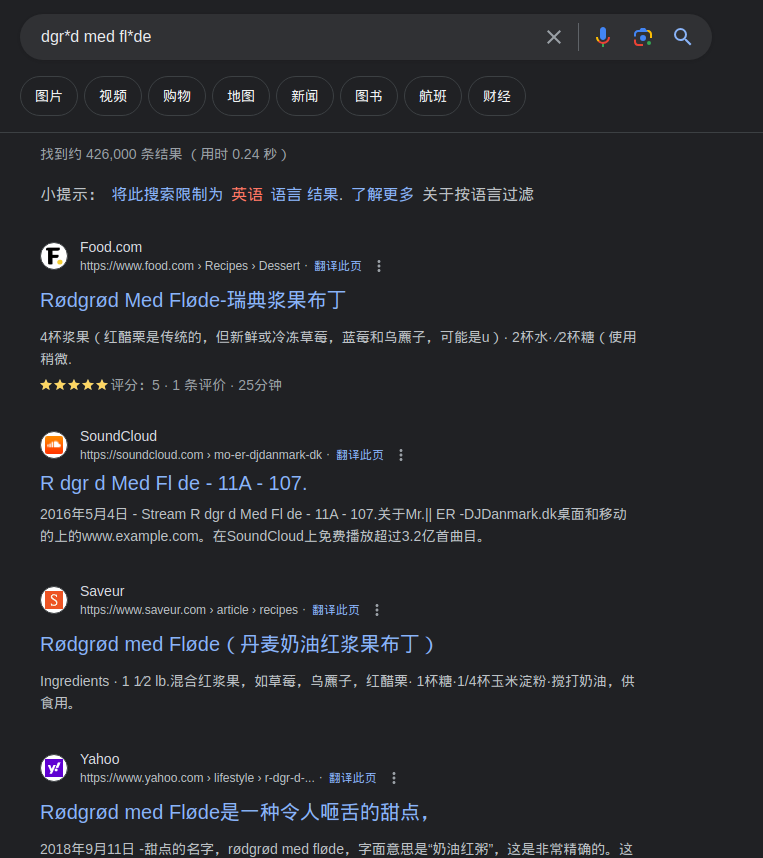 dgr*d med fl*de
图片 视频 购物 地图 新闻 图书 航班 财经
找到约 426,000 条结果 （用时 0.24 秒）
小提示： 将此搜索限制为 英语 语言 结果. 了解更多 关于按语言过滤
Food.com
https://www.food.com › Recipes › Dessert · 翻译此页
Rødgrød Med Fløde-瑞典浆果布丁
4杯浆果（红醋栗是传统的，但新鲜或冷冻草莓，蓝莓和乌藨子，可能是u）· 2杯水· ⁄2杯糖（使用
稍微.
评分：5 · 1 条评价 · 25分钟
SoundCloud
https://soundcloud.com › mo-er-djdanmark-dk · 翻译此页
R dgr d Med Fl de - 11A - 107.
2016年5月4日 - Stream R dgr d Med Fl de - 11A - 107.关于Mr.|| ER -DJDanmark.dk桌面和移动
的上的www.example.com。在SoundCloud上免费播放超过3.2亿首曲目。
Saveur
https://www.saveur.com › article › recipes · 翻译此页
Rødgrød med Fløde（丹麦奶油红浆果布丁）
Ingredients · 1 1⁄2 lb.混合红浆果，如草莓，乌藨子，红醋栗· 1杯糖·1/4杯玉米淀粉·搅打奶油，供
食用。
Yahoo
https://www.yahoo.com › lifestyle › r-dgr-d-... · 翻译此页
Rødgrød med Fløde是一种令人咂舌的甜点，
2018年9月11日 -甜点的名字，rødgrød med fløde，字面意思是“奶油红粥”，这是非常精确的。这